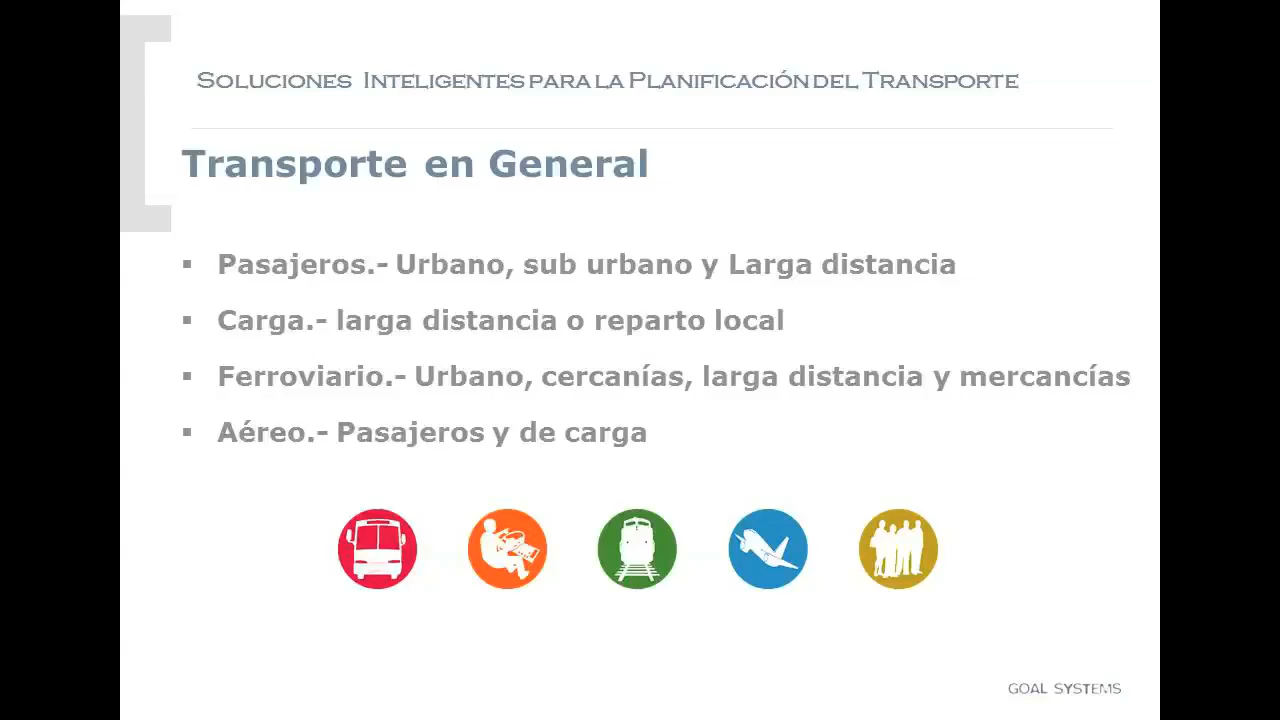 Soluciones Inteligentes para la Planificación del Transporte
Transporte en General
▪ Pasajeros.- Urbano, sub urbano y Larga distancia
▪ Carga.- larga distancia o reparto local
▪ Ferroviario.- Urbano, cercanías, larga distancia y mercancías
▪ Aéreo.- Pasajeros y de carga
GOAL SYSTEMS